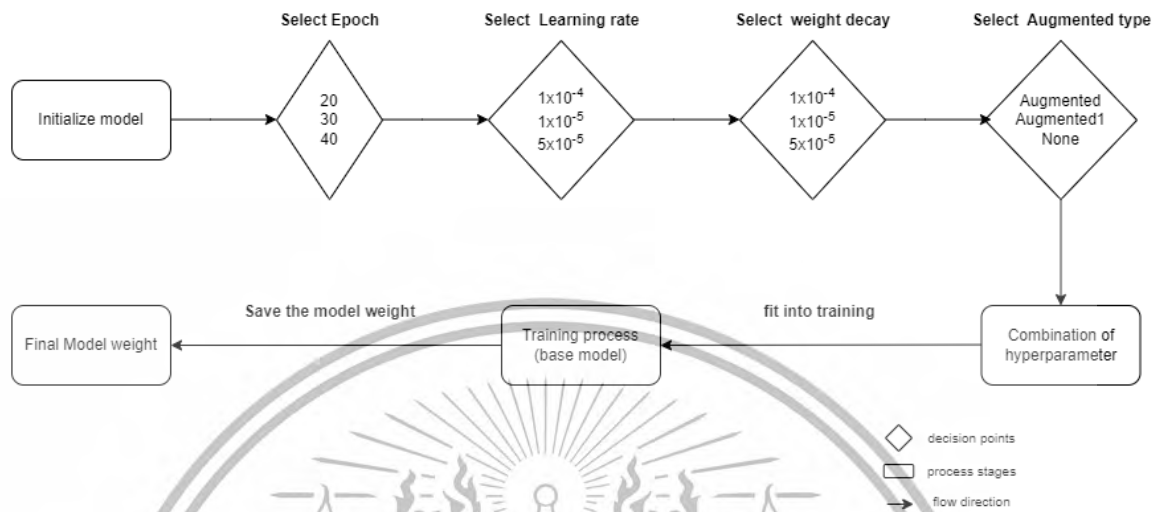 Select Epoch
Select Learning rate
Select weight decay
Select Augmented type
Initialize model
20
30
40
1x10⁻⁴
1x10⁻⁵
5x10⁻⁵
1x10⁻⁴
1x10⁻⁵
5x10⁻⁵
Augmented
Augmented1
None
Final Model weight
Save the model weight
Training process
(base model)
fit into training
Combination of
hyperparameter
decision points
process stages
flow direction